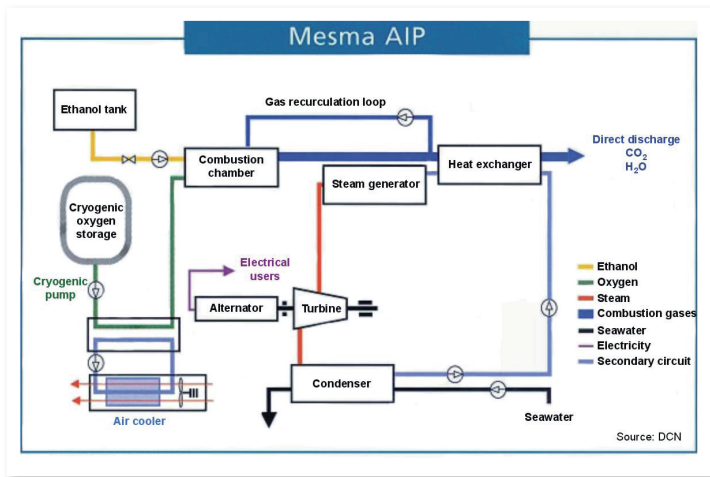 Mesma AIP
Ethanol tank
Gas recurculation loop
Combustion
chamber
Heat exchanger
Direct discharge
CO₂
H₂O
Steam generator
Cryogenic
oxygen
storage
Cryogenic
pump
Electrical
users
Alternator
Turbine
Ethanol
Oxygen
Steam
Combustion gases
Seawater
Electricity
Secondary circuit
Condenser
Air cooler
Seawater
Source: DCN